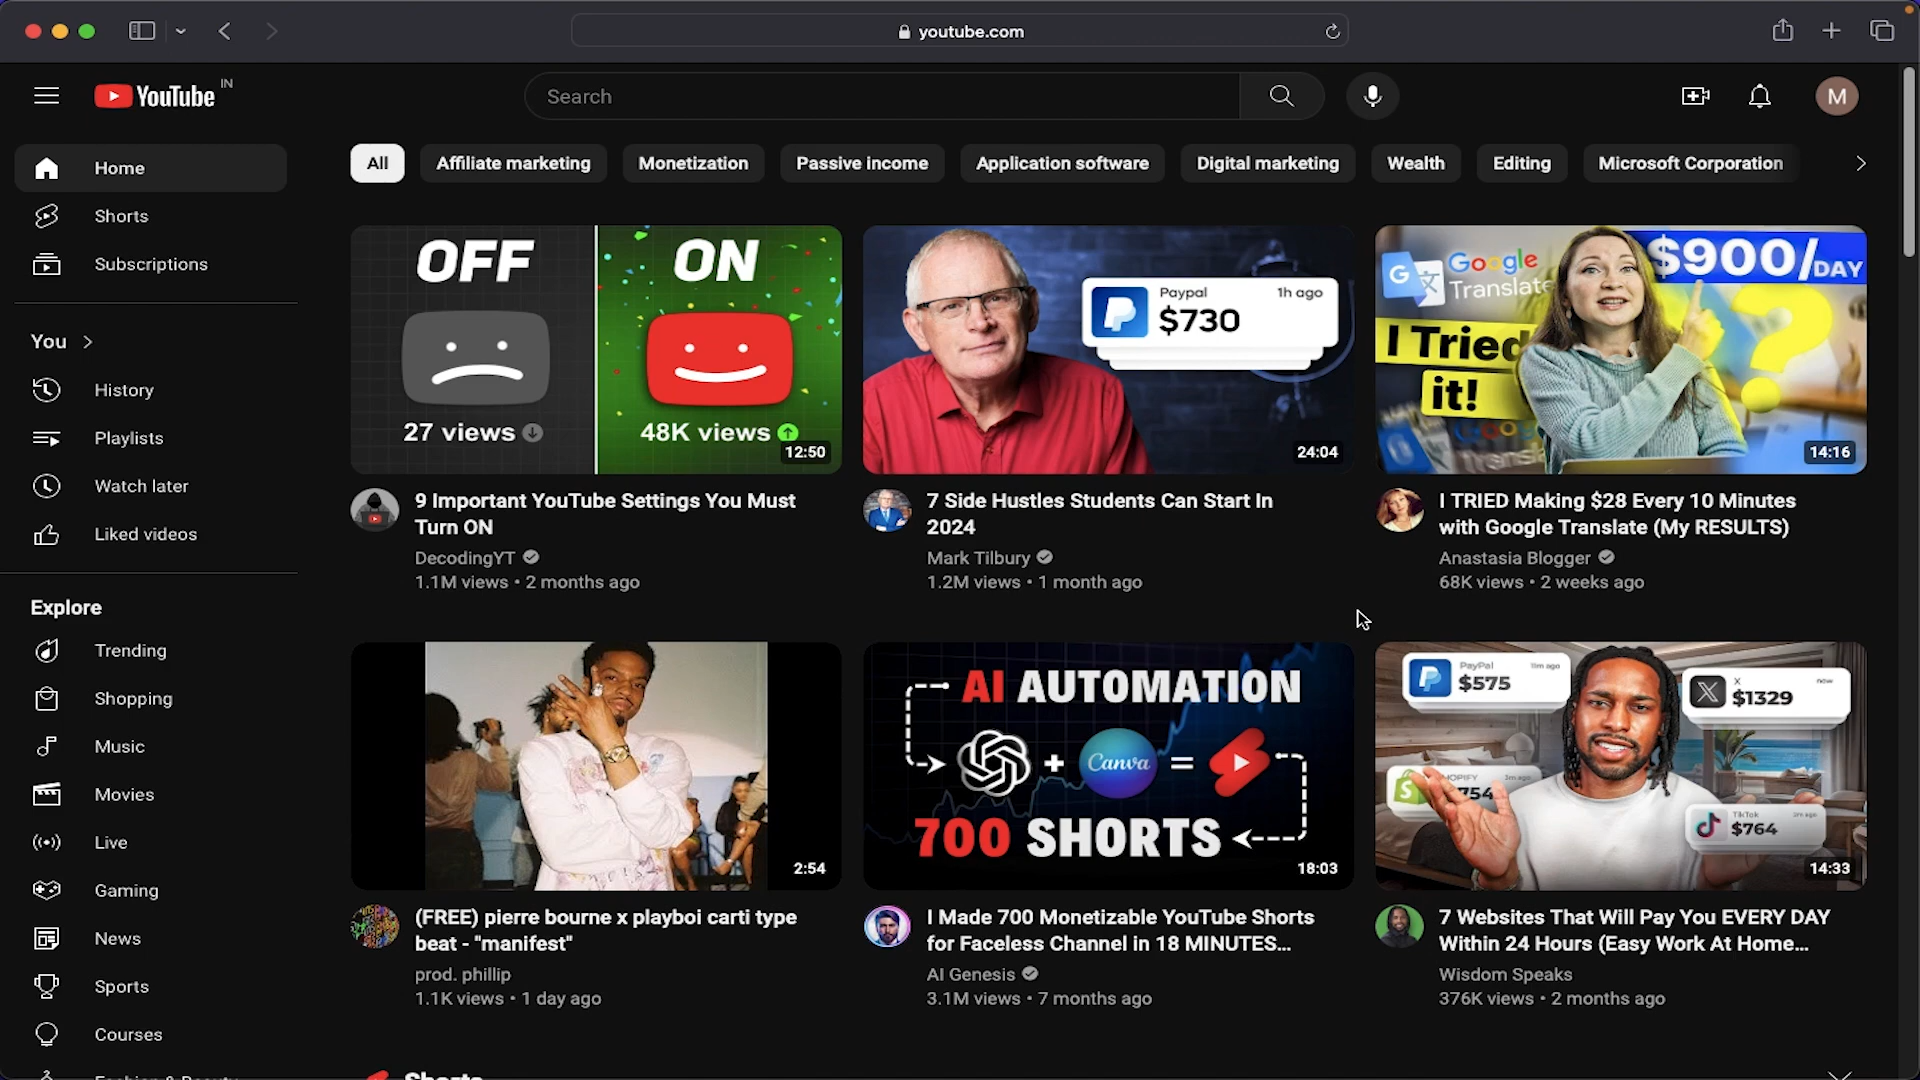 youtube.com
YouTube IN
Search
M
Home
Shorts
Subscriptions
You
History
Playlists
Watch later
Liked videos
Explore
Trending
Shopping
Music
Movies
Live
Gaming
News
Sports
Courses
All
Affiliate marketing
Monetization
Passive income
Application software
Digital marketing
Wealth
Editing
Microsoft Corporation
OFF
ON
27 views
48K views
12:50
9 Important YouTube Settings You Must
Turn ON
DecodingYT
1.1M views • 2 months ago
Paypal 1h ago
$730
24:04
7 Side Hustles Students Can Start In
2024
Mark Tilbury
1.2M views • 1 month ago
Google
Translate
$900/DAY
I Tried
it!
14:16
I TRIED Making $28 Every 10 Minutes
with Google Translate (My RESULTS)
Anastasia Blogger
68K views • 2 weeks ago
2:54
(FREE) pierre bourne x playboi carti type
beat - "manifest"
prod. phillip
1.1K views • 1 day ago
AI AUTOMATION
+ Canva =
700 SHORTS
18:03
I Made 700 Monetizable YouTube Shorts
for Faceless Channel in 18 MINUTES...
AI Genesis
3.1M views • 7 months ago
PayPal 11m ago
$575
X now
$1329
754
TikTok
$764
14:33
7 Websites That Will Pay You EVERY DAY
Within 24 Hours (Easy Work At Home...
Wisdom Speaks
376K views • 2 months ago
Shorts